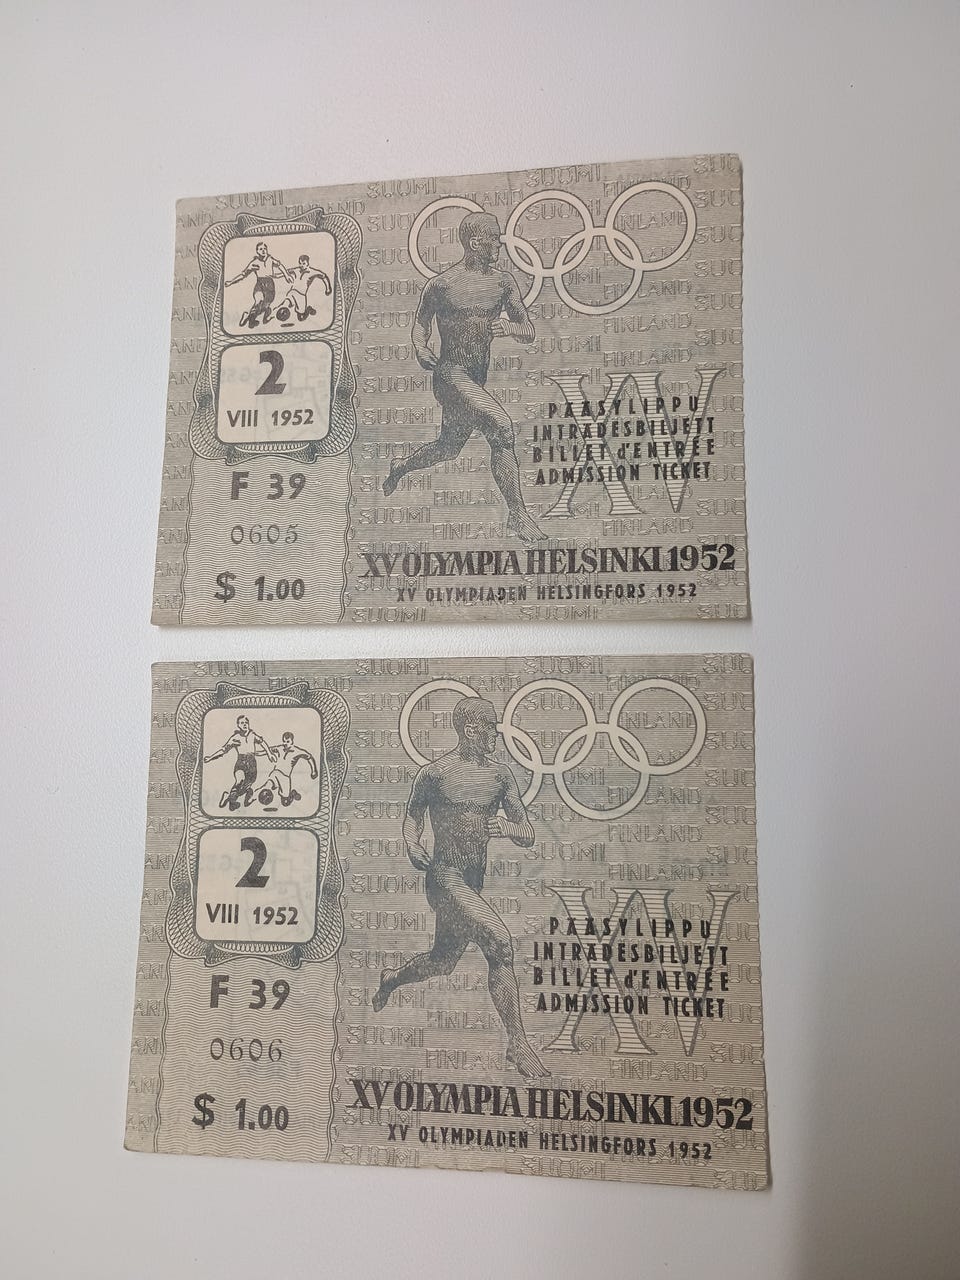 2
VIII 1952
F 39
0605
$ 1.00
XV
PÄÄSYLIPPU
INTRÄDESBILJETT
BILLET d'ENTRÉE
ADMISSION TICKET
XV OLYMPIA HELSINKI 1952
XV OLYMPIADEN HELSINGFORS 1952
SUOMI FINLAND
2
VIII 1952
F 39
0606
$ 1.00
XV
PÄÄSYLIPPU
INTRÄDESBILJETT
BILLET d'ENTRÉE
ADMISSION TICKET
XV OLYMPIA HELSINKI 1952
XV OLYMPIADEN HELSINGFORS 1952
SUOMI FINLAND